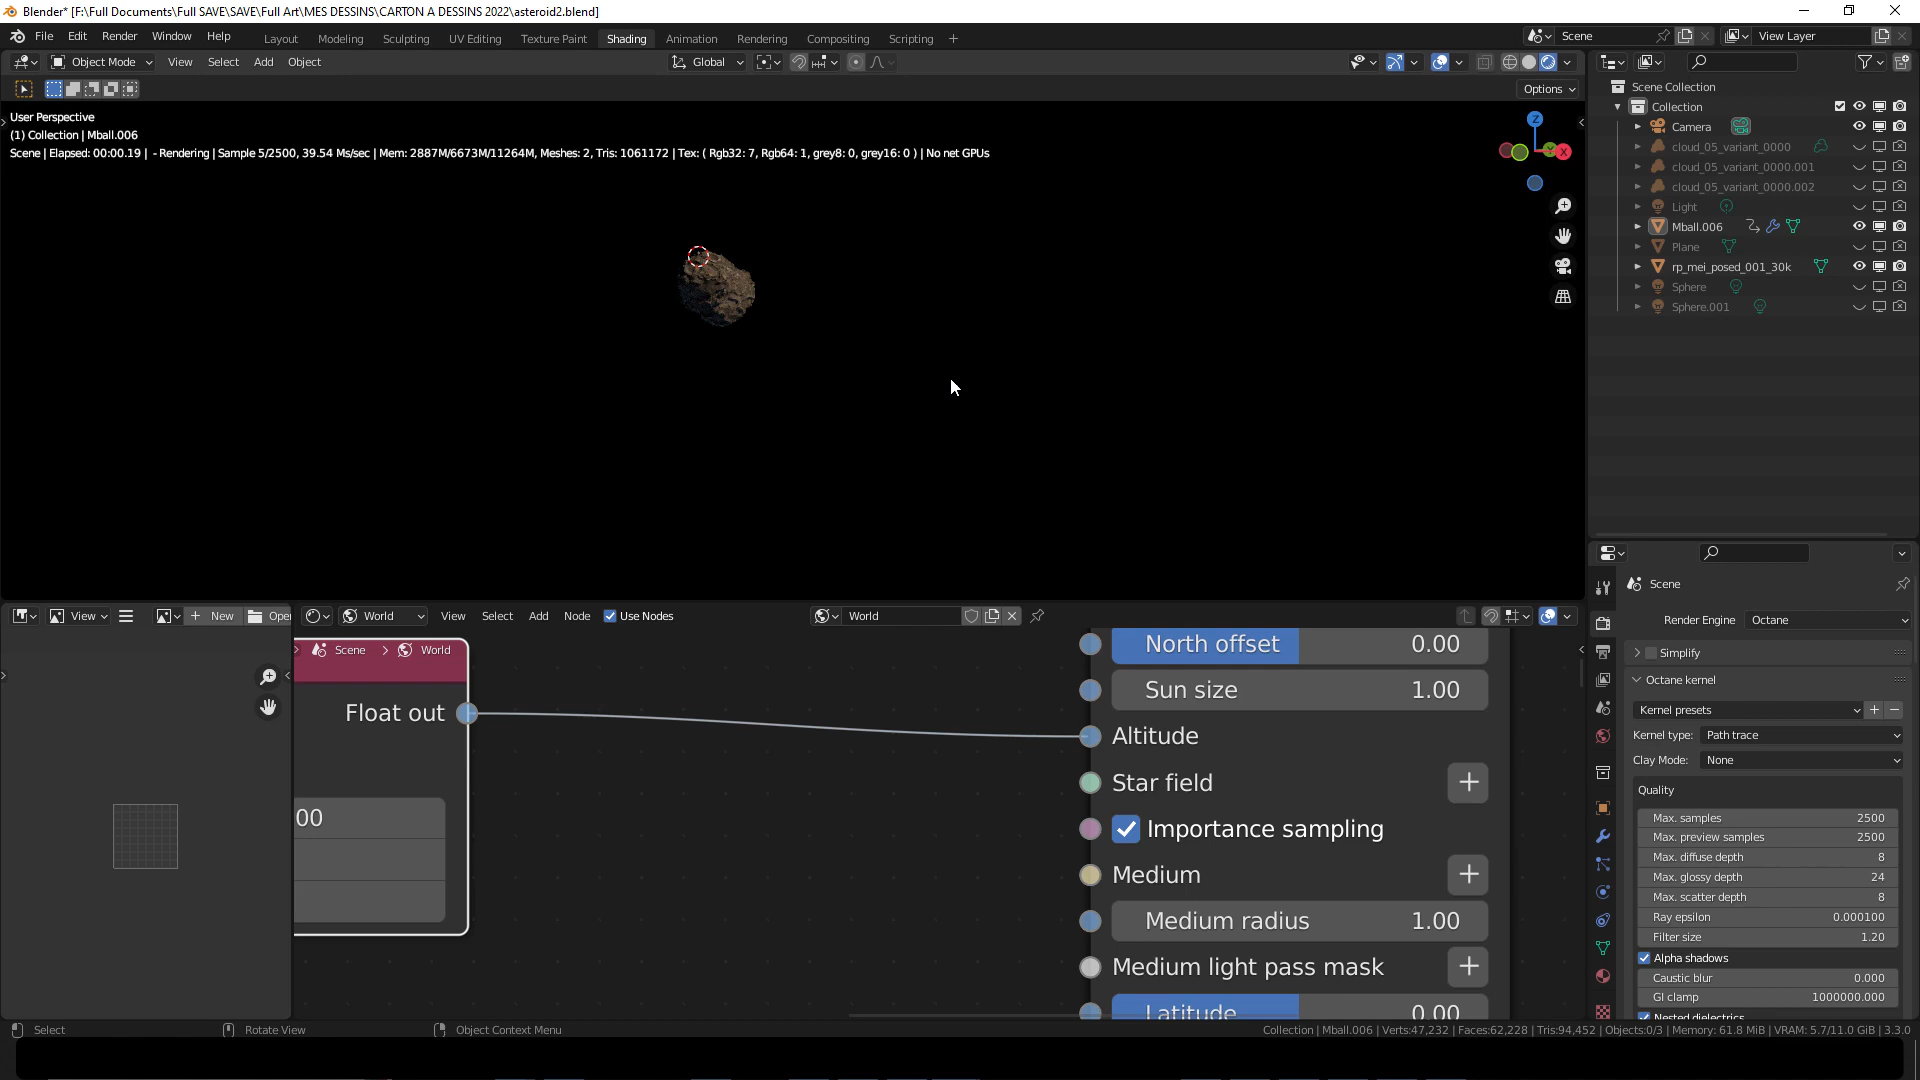 Blender* [F:\Full Documents\Full SAVE\SAVE\Full Art\MES DESSINS\CARTON A DESSINS 2022\asteroid2.blend]
File Edit Render Window Help Layout Modeling Sculpting UV Editing Texture Paint Shading Animation Rendering Compositing Scripting + Scene View Layer
Object Mode View Select Add Object Global
Options
User Perspective
(1) Collection | Mball.006
Scene | Elapsed: 00:00.19 | - Rendering | Sample 5/2500, 39.54 Ms/sec | Mem: 2887M/6673M/11264M, Meshes: 2, Tris: 1061172 | Tex: ( Rgb32: 7, Rgb64: 1, grey8: 0, grey16: 0 ) | No net GPUs
Z
Y
X
Scene Collection
Collection
Camera
cloud_05_variant_0000
cloud_05_variant_0000.001
cloud_05_variant_0000.002
Light
Mball.006
Plane
rp_mei_posed_001_30k
Sphere
Sphere.001
View + New Ope
World View Select Add Node Use Nodes World
Scene > World
Float out
00
North offset 0.00
Sun size 1.00
Altitude
Star field
Importance sampling
Medium
Medium radius 1.00
Medium light pass mask
Latitude 0.00
Scene
Render Engine Octane
Simplify
Octane kernel
Kernel presets
Kernel type: Path trace
Clay Mode: None
Quality
Max. samples 2500
Max. preview samples 2500
Max. diffuse depth 8
Max. glossy depth 24
Max. scatter depth 8
Ray epsilon 0.000100
Filter size 1.20
Alpha shadows
Caustic blur 0.000
GI clamp 1000000.000
Nested dielectrics
Select Rotate View Object Context Menu Collection | Mball.006 | Verts:47,232 | Faces:62,228 | Tris:94,452 | Objects:0/3 | Memory: 61.8 MiB | VRAM: 5.7/11.0 GiB | 3.3.0